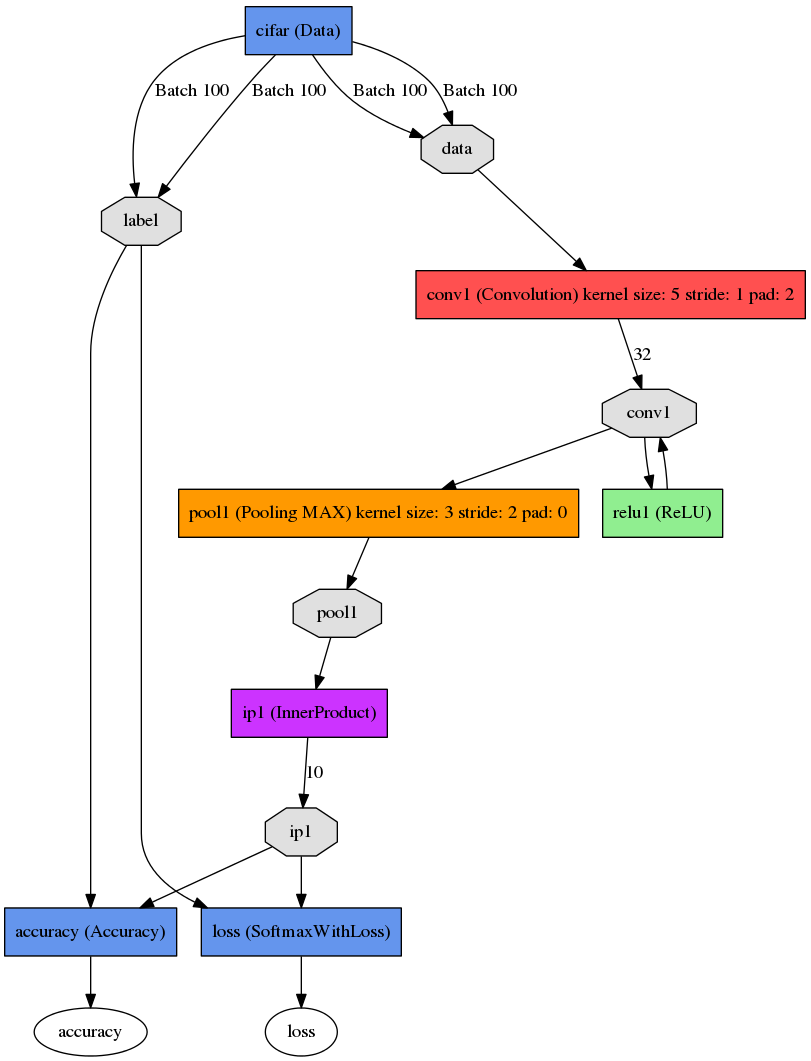 cifar (Data)
Batch 100
Batch 100
Batch 100
Batch 100
data
label
conv1 (Convolution) kernel size: 5 stride: 1 pad: 2
32
conv1
pool1 (Pooling MAX) kernel size: 3 stride: 2 pad: 0
relu1 (ReLU)
pool1
ip1 (InnerProduct)
10
ip1
accuracy (Accuracy)
loss (SoftmaxWithLoss)
accuracy
loss